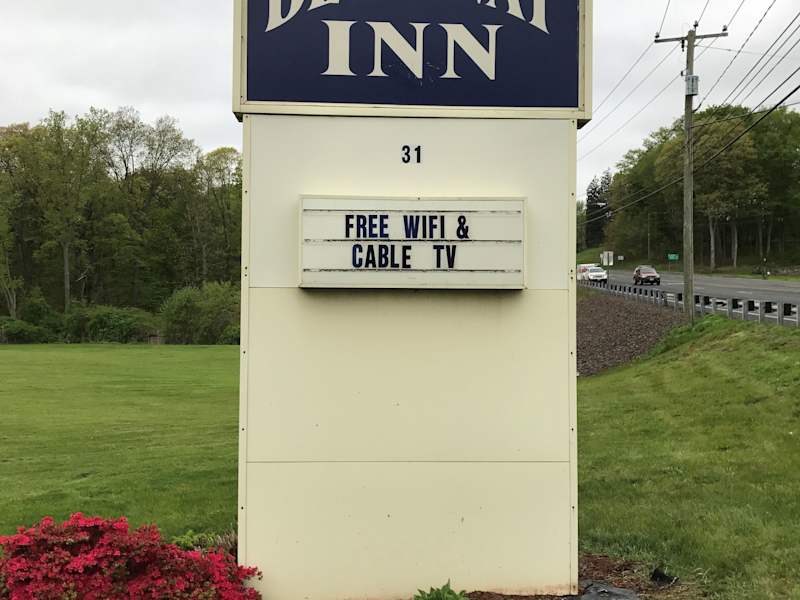 INN
31
FREE WIFI &
CABLE TV